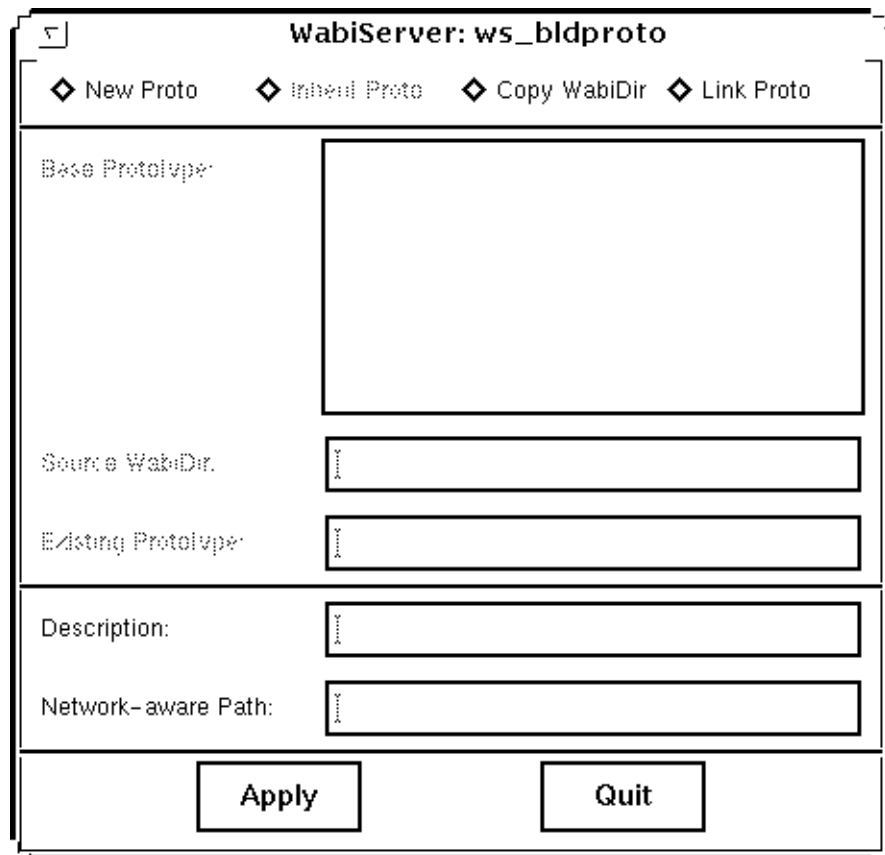 WabiServer: ws_bldproto
New Proto Inherit Proto Copy WabiDir Link Proto
Base Prototype:
Source WabiDir:
Existing Prototype:
Description:
Network-aware Path:
Apply Quit